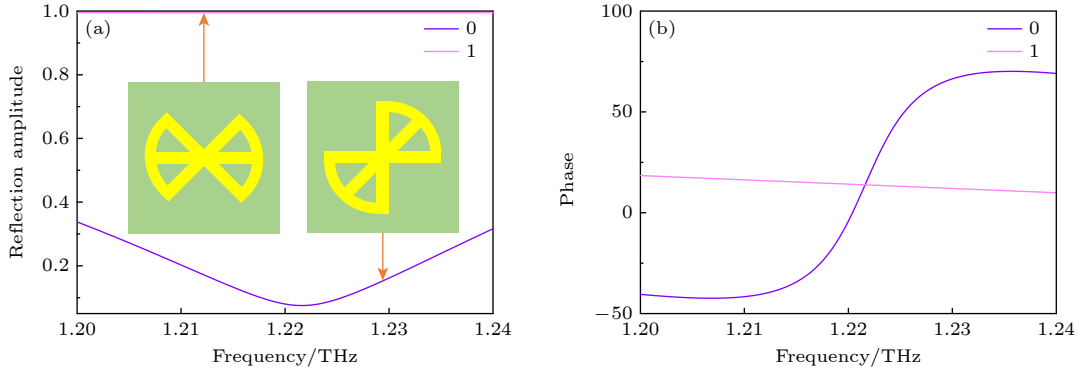 (a)
0
1
1.0
0.8
0.6
0.4
0.2
Reflection amplitude
1.20 1.21 1.22 1.23 1.24
Frequency/THz
(b)
0
1
100
50
0
−50
Phase
1.20 1.21 1.22 1.23 1.24
Frequency/THz